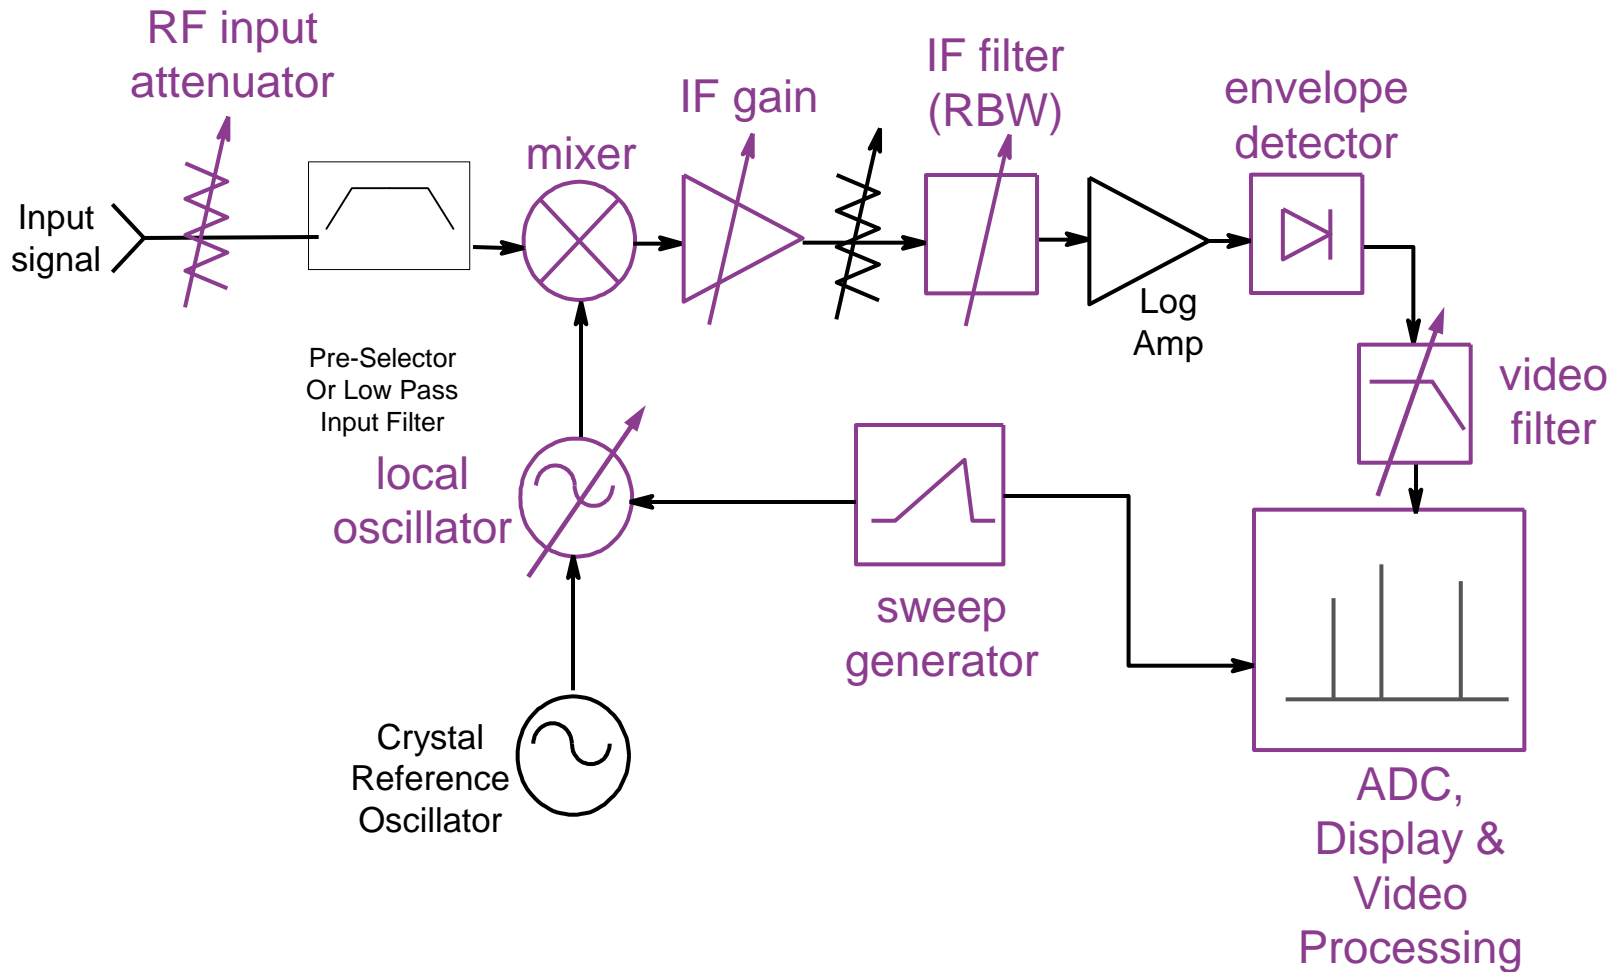 RF input
attenuator
IF gain
IF filter
(RBW)
envelope
detector
mixer
Input
signal
Log
Amp
Pre-Selector
Or Low Pass
Input Filter
video
filter
local
oscillator
sweep
generator
Crystal
Reference
Oscillator
ADC,
Display &
Video
Processing